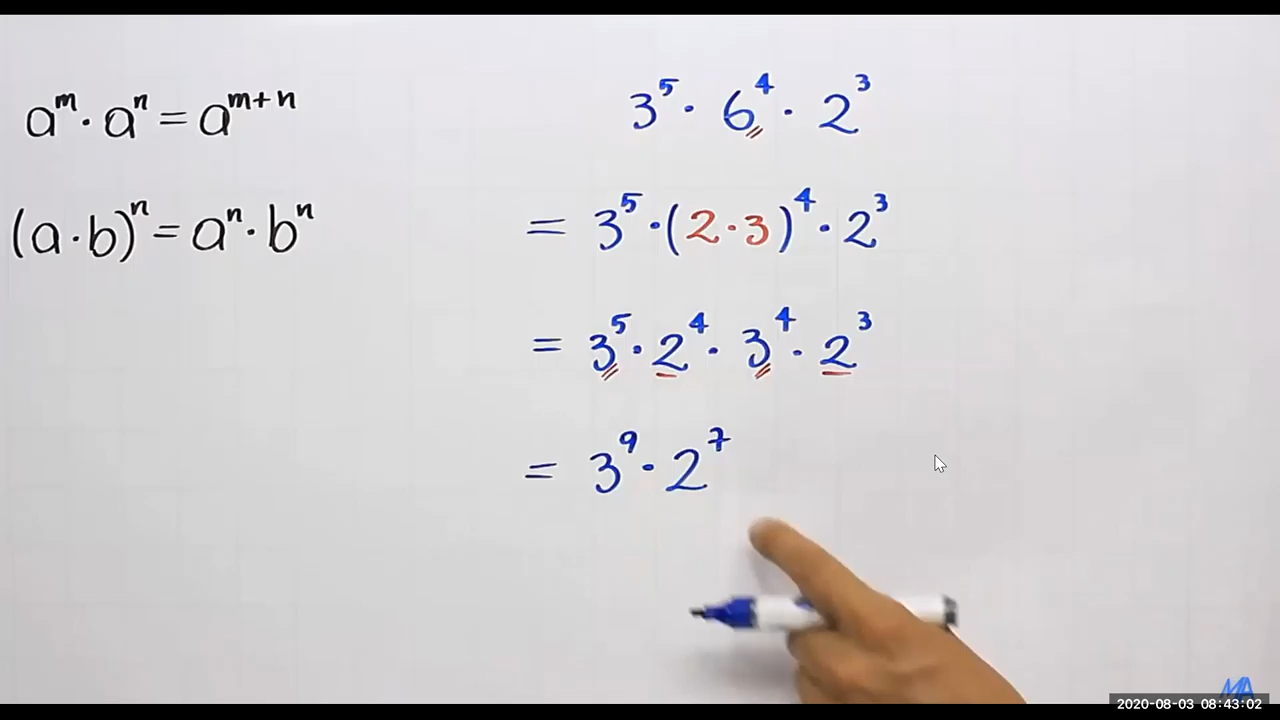 a^m · a^n = a^{m+n}
(a · b)^n = a^n · b^n
3^5 · 6^4 · 2^3
= 3^5 · (2 · 3)^4 · 2^3
= 3^5 · 2^4 · 3^4 · 2^3
= 3^9 · 2^7
MA
2020-08-03 08:43:02